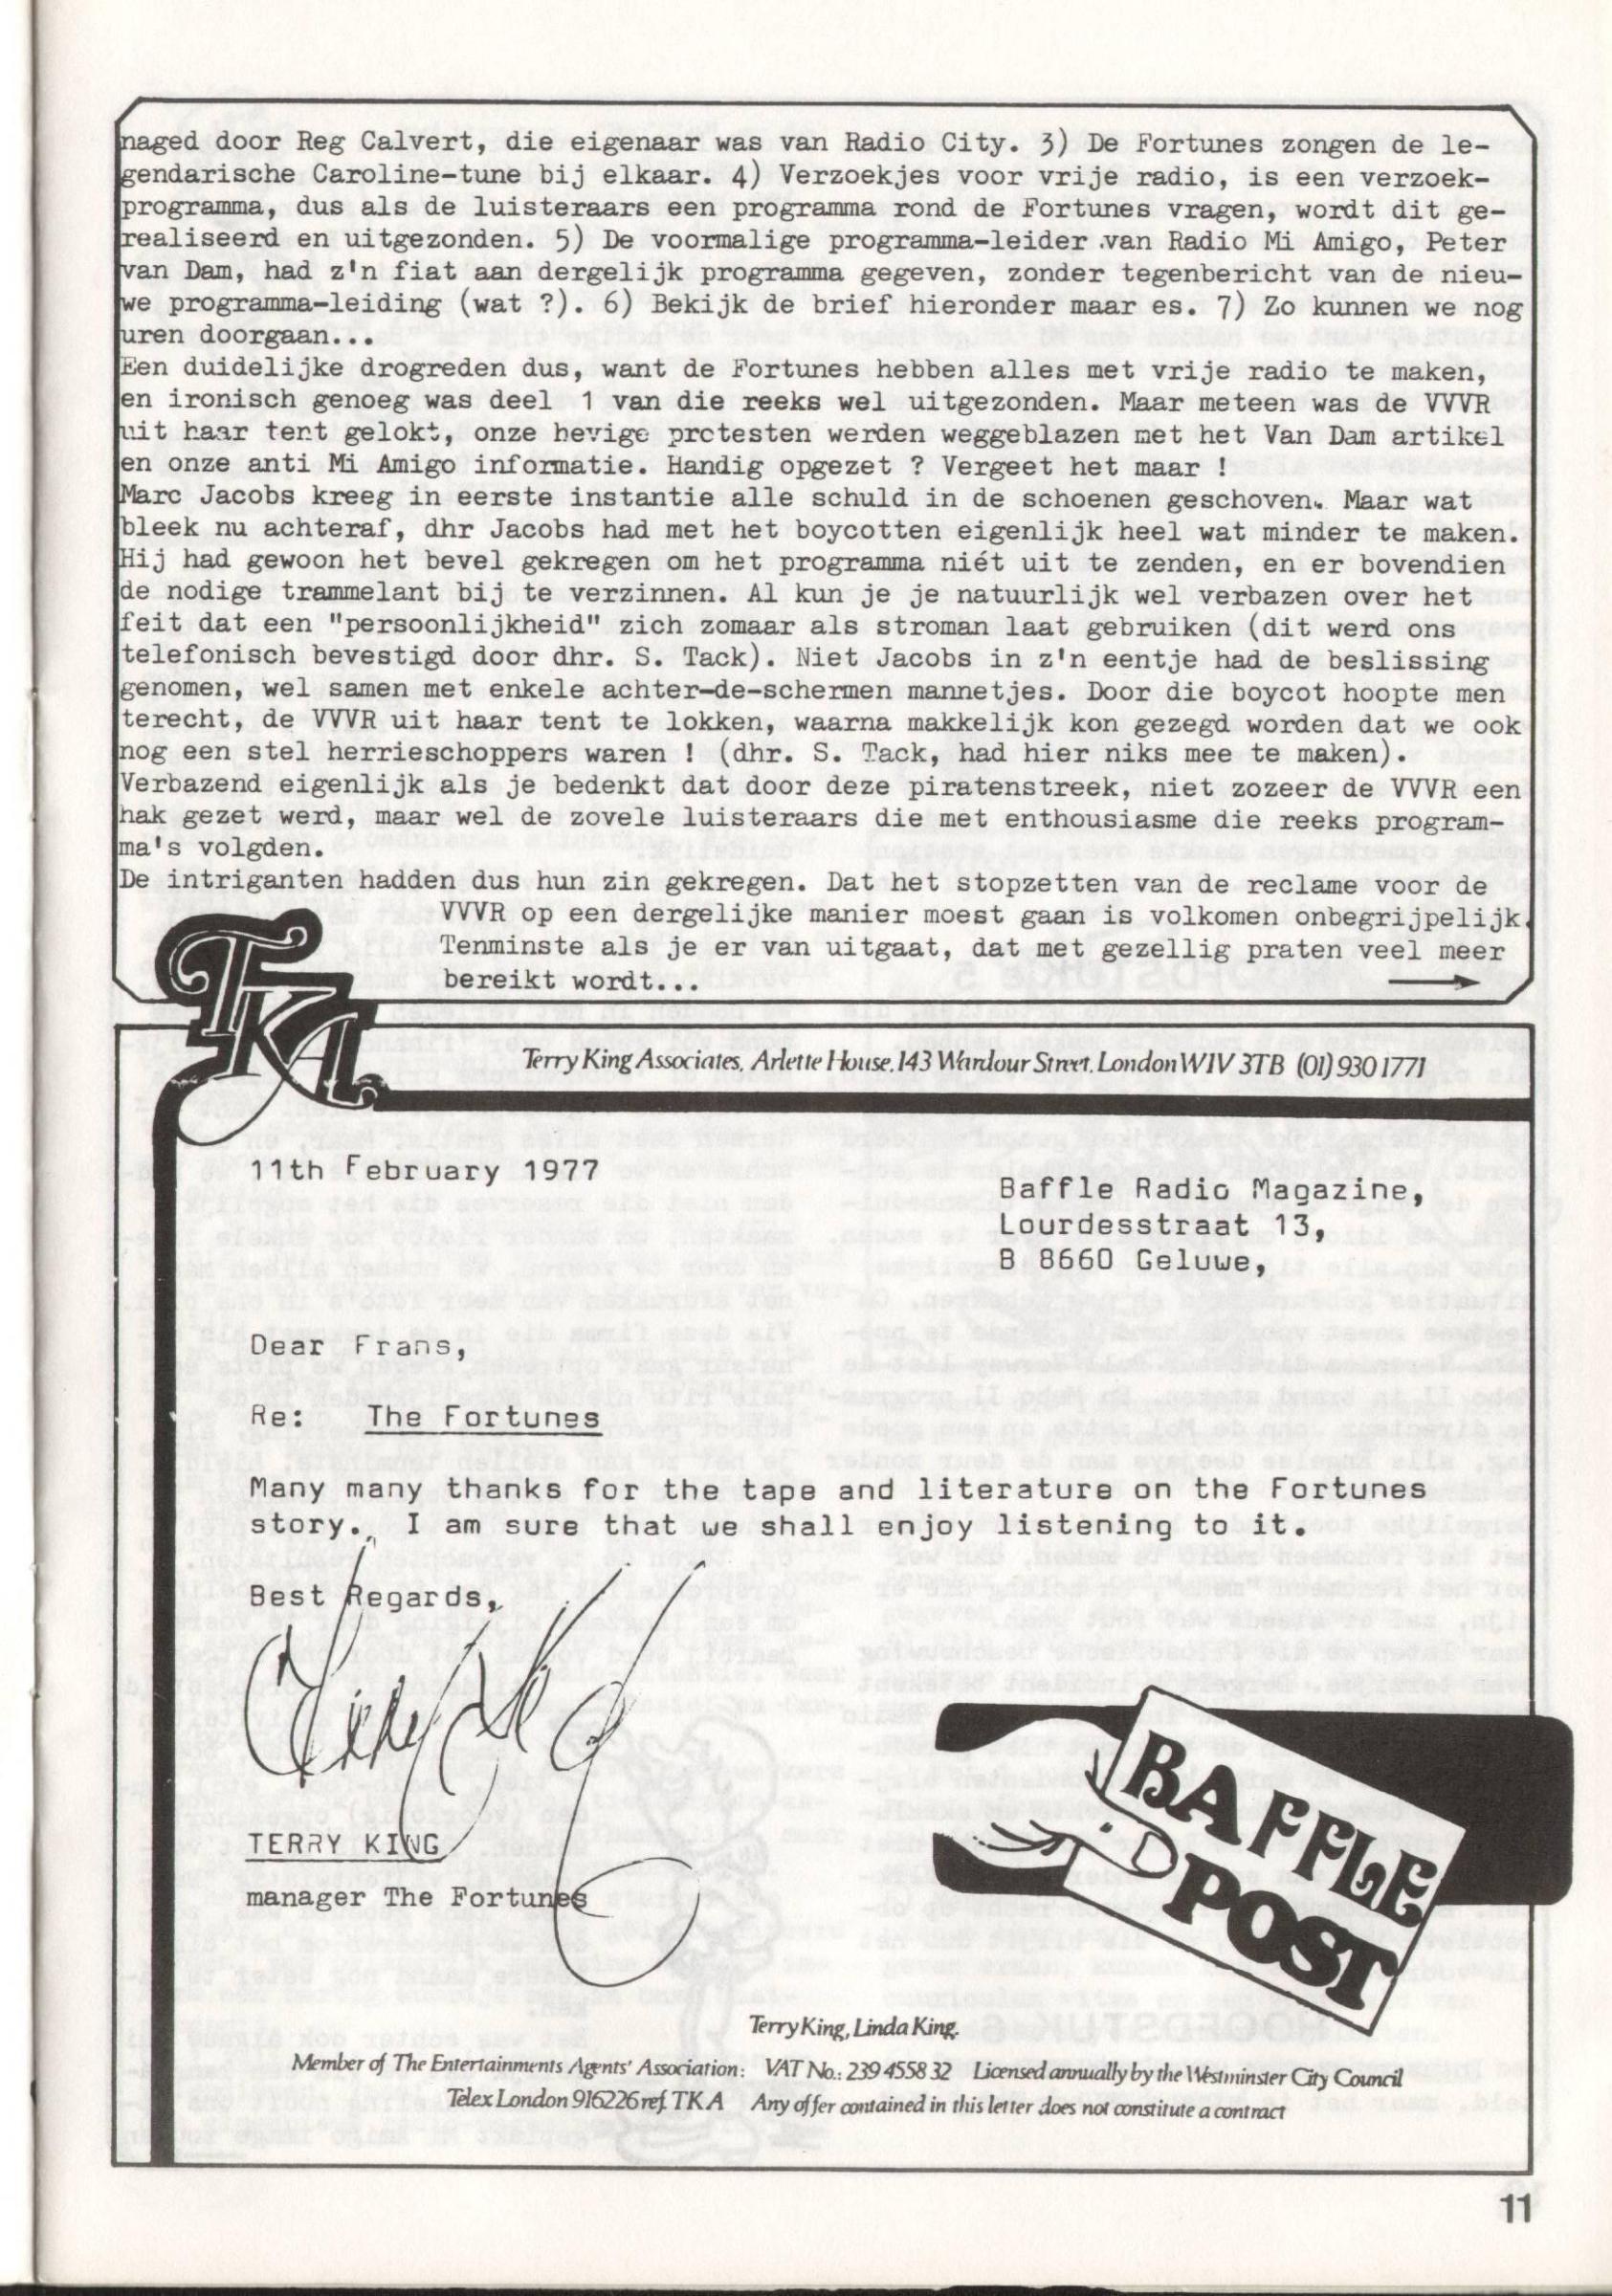 naged door Reg Calvert, die eigenaar was van Radio City. 3) De Fortunes zongen de le-
gendarische Caroline-tune bij elkaar. 4) Verzoekjes voor vrije radio, is een verzoek-
programma, dus als de luisteraars een programma rond de Fortunes vragen, wordt dit ge-
realiseerd en uitgezonden. 5) De voormalige programma-leider van Radio Mi Amigo, Peter
van Dam, had z'n fiat aan dergelijk programma gegeven, zonder tegenbericht van de nieu-
we programma-leiding (wat ?). 6) Bekijk de brief hieronder maar es. 7) Zo kunnen we nog
uren doorgaan...
Een duidelijke drogreden dus, want de Fortunes hebben alles met vrije radio te maken,
en ironisch genoeg was deel 1 van die reeks wel uitgezonden. Maar meteen was de VVVR
uit haar tent gelokt, onze hevige protesten werden weggeblazen met het Van Dam artikel
en onze anti Mi Amigo informatie. Handig opgezet ? Vergeet het maar !
Marc Jacobs kreeg in eerste instantie alle schuld in de schoenen geschoven. Maar wat
bleek nu achteraf, dhr Jacobs had met het boycotten eigenlijk heel wat minder te maken.
Hij had gewoon het bevel gekregen om het programma niét uit te zenden, en er bovendien
de nodige trammelant bij te verzinnen. Al kun je je natuurlijk wel verbazen over het
feit dat een "persoonlijkheid" zich zomaar als stroman laat gebruiken (dit werd ons
telefonisch bevestigd door dhr. S. Tack). Niet Jacobs in z'n eentje had de beslissing
genomen, wel samen met enkele achter-de-schermen mannetjes. Door die boycot hoopte men
terecht, de VVVR uit haar tent te lokken, waarna makkelijk kon gezegd worden dat we ook
nog een stel herrieschoppers waren ! (dhr. S. Tack, had hier niks mee te maken).
Verbazend eigenlijk als je bedenkt dat door deze piratenstreek, niet zozeer de VVVR een
hak gezet werd, maar wel de zovele luisteraars die met enthousiasme die reeks program-
ma's volgden.
De intriganten hadden dus hun zin gekregen. Dat het stopzetten van de reclame voor de
VVVR op een dergelijke manier moest gaan is volkomen onbegrijpelijk.
Tenminste als je er van uitgaat, dat met gezellig praten veel meer
bereikt wordt...
TKA
Terry King Associates, Arlette House, 143 Wardour Street, London W1V 3TB (01) 930 1771
11th February 1977
Baffle Radio Magazine,
Lourdesstraat 13,
B 8660 Geluwe,
Dear Frans,
Re: The Fortunes
Many many thanks for the tape and literature on the Fortunes
story. I am sure that we shall enjoy listening to it.
Best Regards,
TERRY KING
manager The Fortunes
BAFFLE
POST
Terry King, Linda King.
Member of The Entertainments Agents' Association: VAT No.: 239 4558 32 Licensed annually by the Westminster City Council
Telex London 916226 ref. TKA Any offer contained in this letter does not constitute a contract
11